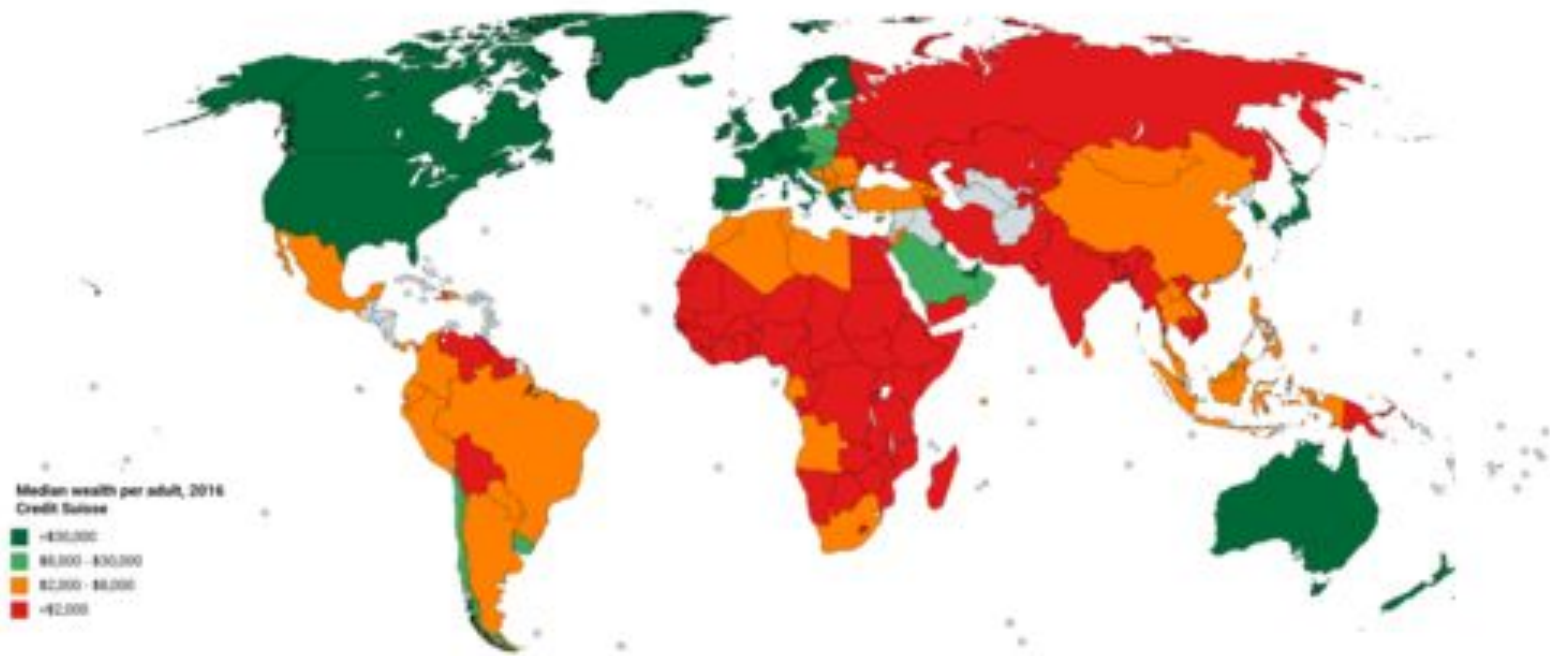 Median wealth per adult, 2016
Credit Suisse
>$30,000
$8,000 - $30,000
$2,000 - $8,000
<$2,000